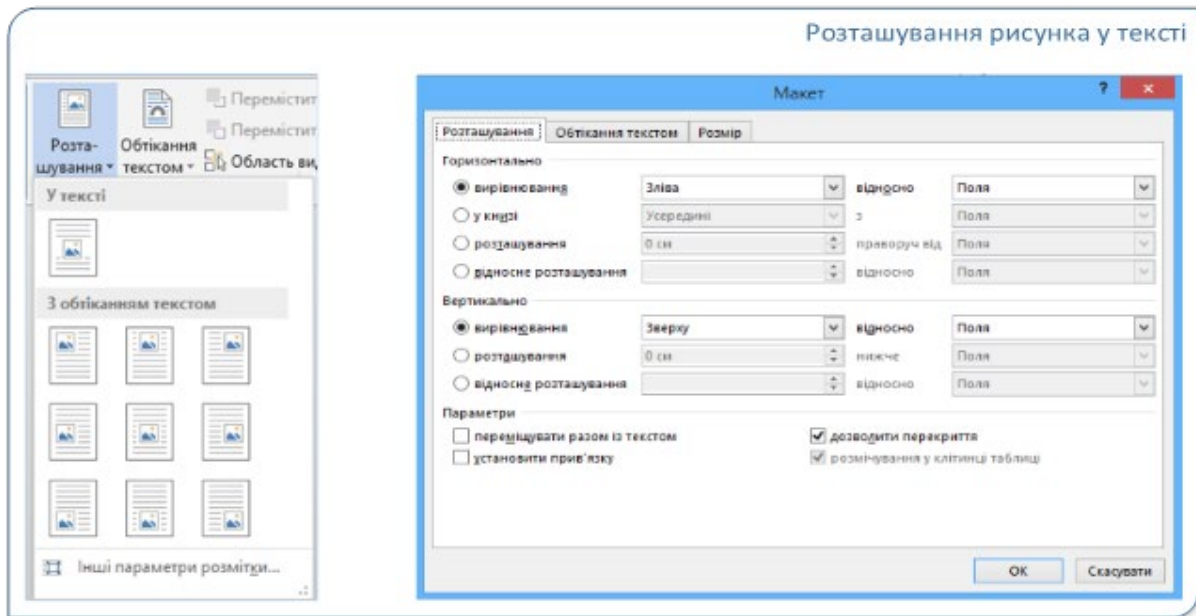 Розташування рисунка у тексті
Розта-
шування
Обтікання
текстом
Перемістит
Перемістит
Область ви
У тексті
З обтіканням текстом
Інші параметри розмітки...
Макет
?
Розташування Обтікання текстом Розмір
Горизонтально
вирівнювання Зліва відносно Поля
у книзі Усередині з Поля
розташування 0 см праворуч від Поля
відносне розташування відносно Поля
Вертикально
вирівнювання Зверху відносно Поля
розташування 0 см нижче Поля
відносне розташування відносно Поля
Параметри
переміщувати разом із текстом дозволити перекриття
установити прив'язку розмічування у клітинці таблиці
ОК Скасувати